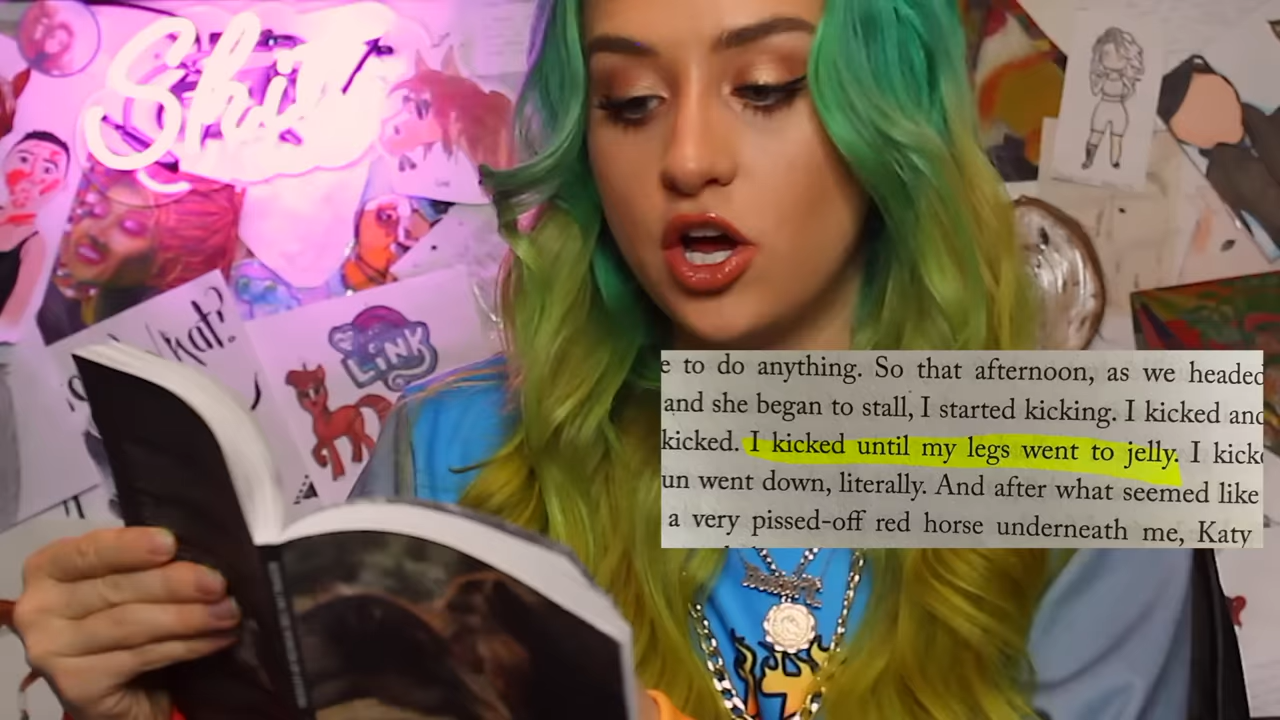 Shit
What?
LINK
e to do anything. So that afternoon, as we headed
and she began to stall, I started kicking. I kicked and
kicked. I kicked until my legs went to jelly. I kick
un went down, literally. And after what seemed like
a very pissed-off red horse underneath me, Katy